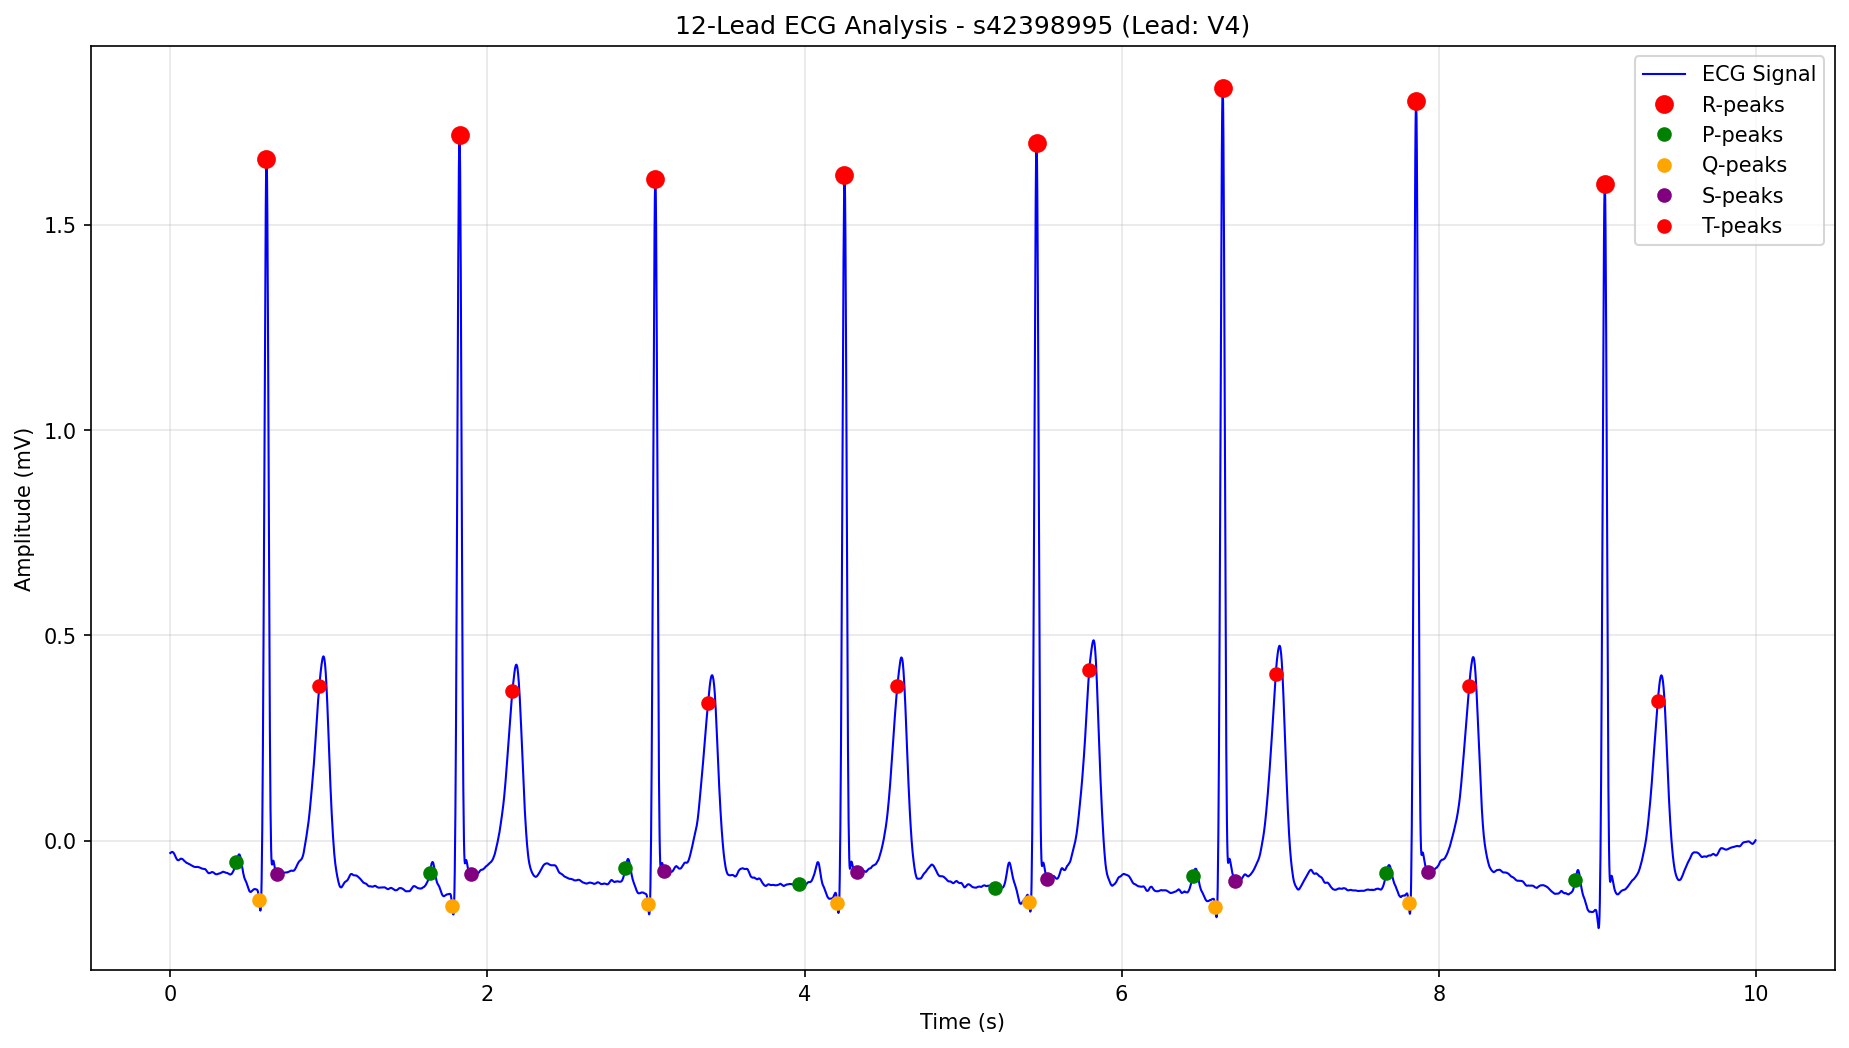 12-Lead ECG Analysis - s42398995 (Lead: V4)
ECG Signal
R-peaks
P-peaks
Q-peaks
S-peaks
T-peaks
Amplitude (mV)
1.5
1.0
0.5
0.0
0 2 4 6 8 10
Time (s)